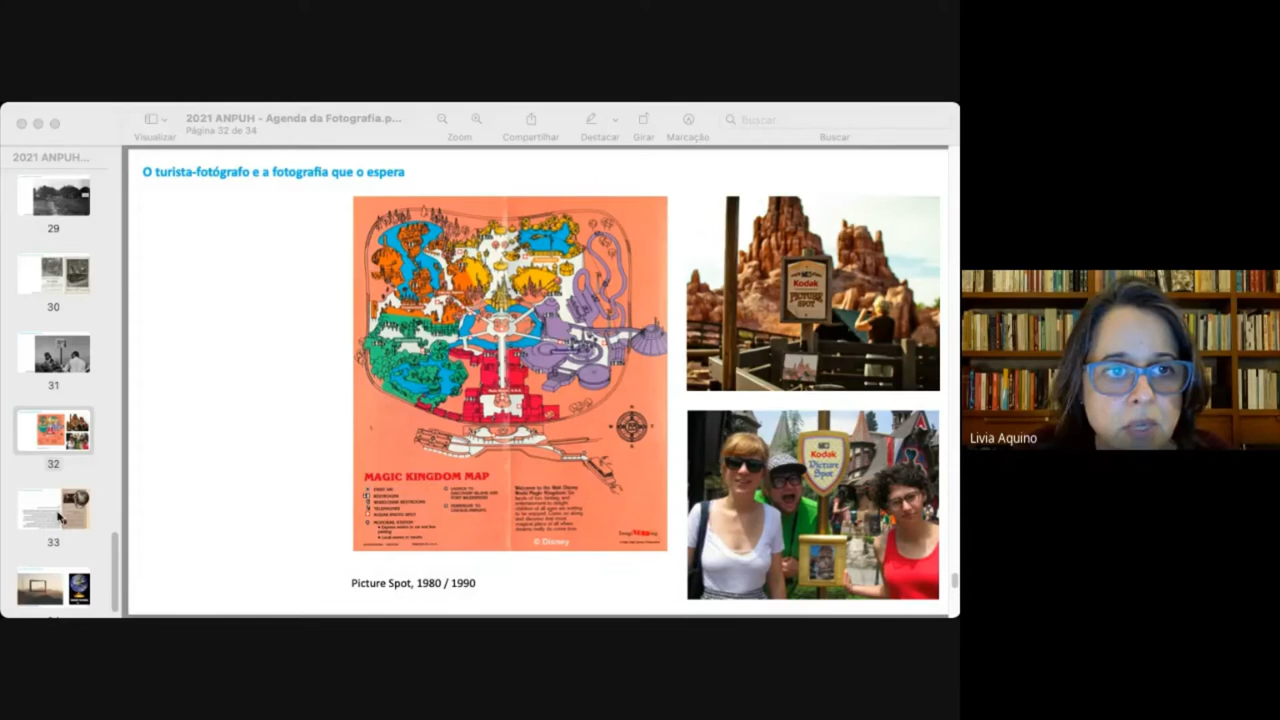 2021 ANPUH - Agenda da Fotografia.p...
Página 32 de 34
Visualizar
Zoom
Compartilhar
Destacar
Girar
Marcação
Buscar
Buscar
2021 ANPUH...
29
30
31
32
33
O turista-fotógrafo e a fotografia que o espera
MAGIC KINGDOM MAP
© Disney
Picture Spot, 1980 / 1990
Kodak
PICTURE
SPOT
Kodak
Picture
Spot
Livia Aquino